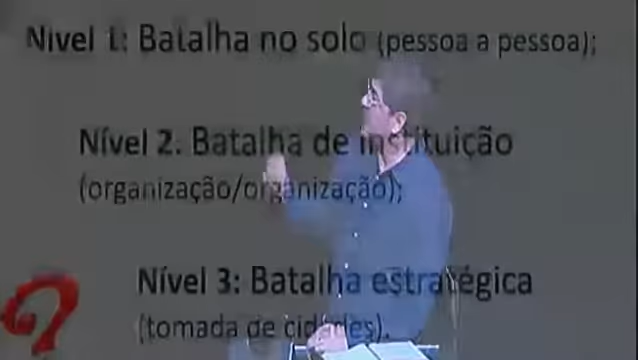 Nível 1: Batalha no solo (pessoa a pessoa);
Nível 2. Batalha de instituição
(organização/organização);
Nível 3: Batalha estratégica
(tomada de cidades).
?